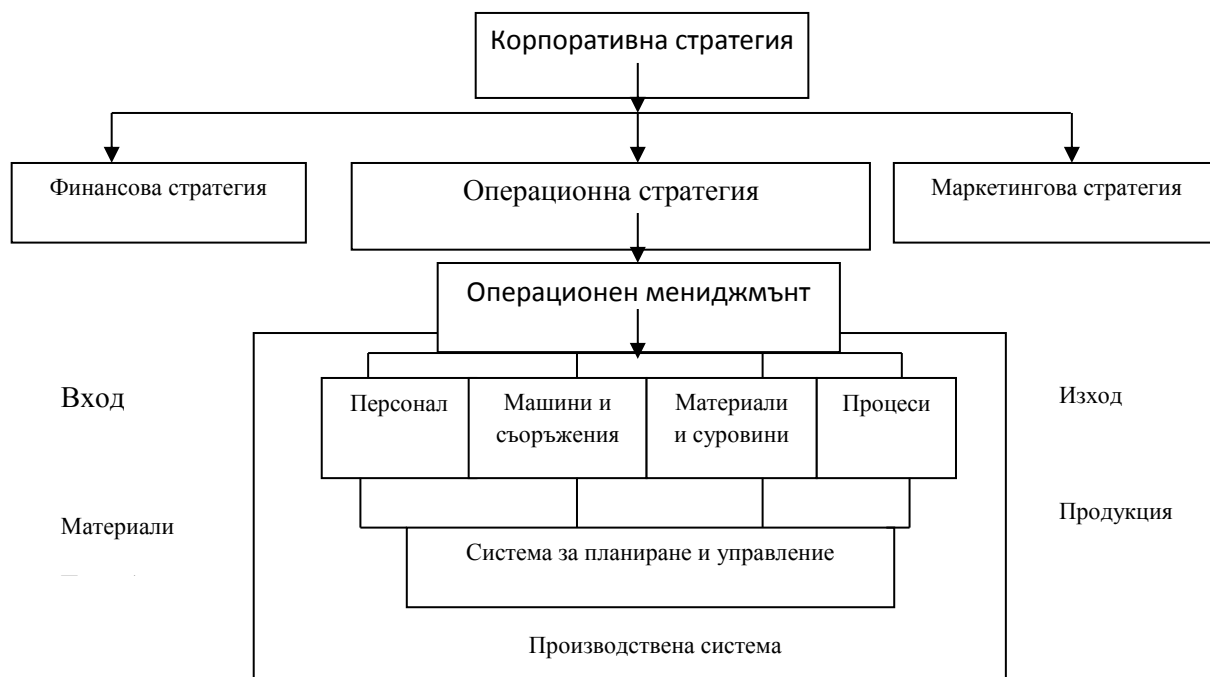 Корпоративна стратегия
Финансова стратегия
Операционна стратегия
Маркетингова стратегия
Операционен мениджмънт
Вход
Персонал
Машини и
съоръжения
Материали
и суровини
Процеси
Изход
Материали
Продукция
Система за планиране и управление
Производствена система